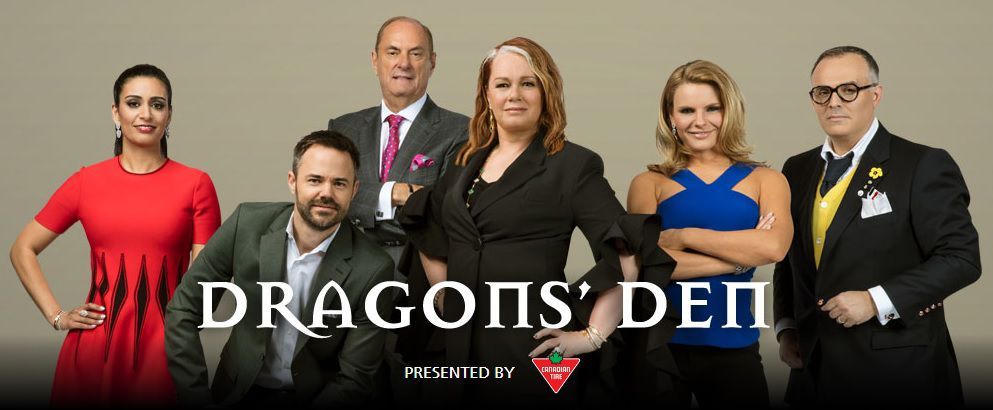 DRAGONS' DEN
PRESENTED BY
CANADIAN
TIRE